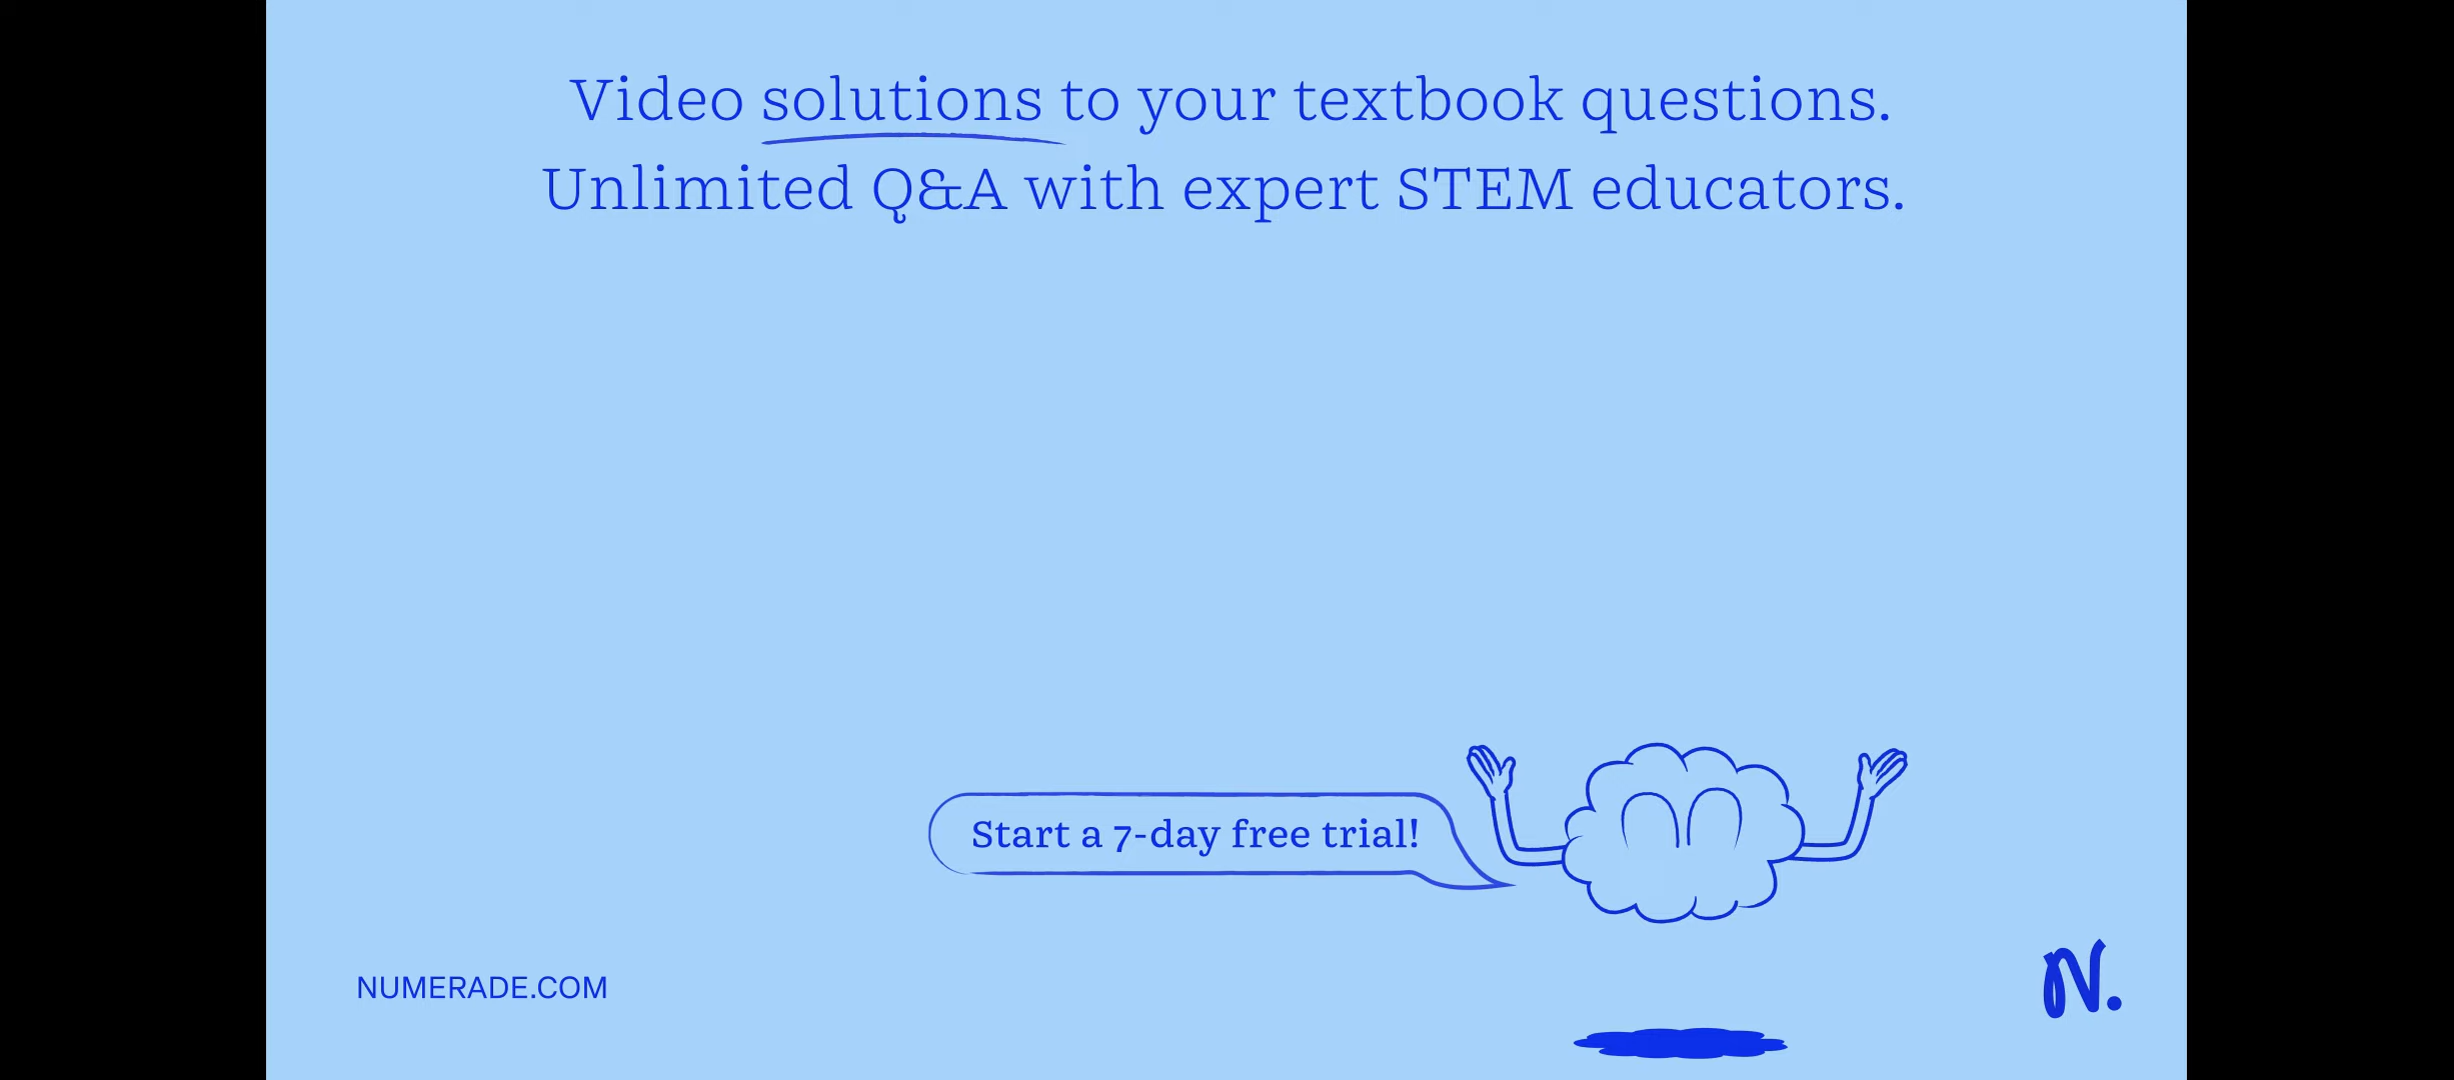 Video solutions to your textbook questions.
Unlimited Q&A with expert STEM educators.
Start a 7-day free trial!
NUMERADE.COM
N.